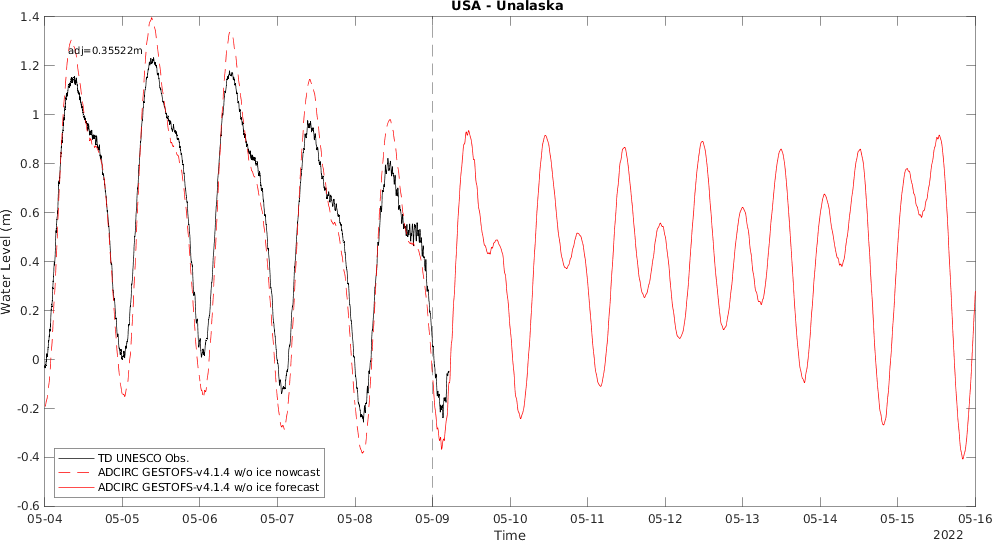 USA - Unalaska
1.4
1.2
1
0.8
0.6
0.4
0.2
0
-0.2
-0.4
-0.6
Water Level (m)
adj=0.35522m
TD UNESCO Obs.
ADCIRC GESTOFS-v4.1.4 w/o ice nowcast
ADCIRC GESTOFS-v4.1.4 w/o ice forecast
05-04 05-05 05-06 05-07 05-08 05-09 05-10 05-11 05-12 05-13 05-14 05-15 05-16
Time
2022